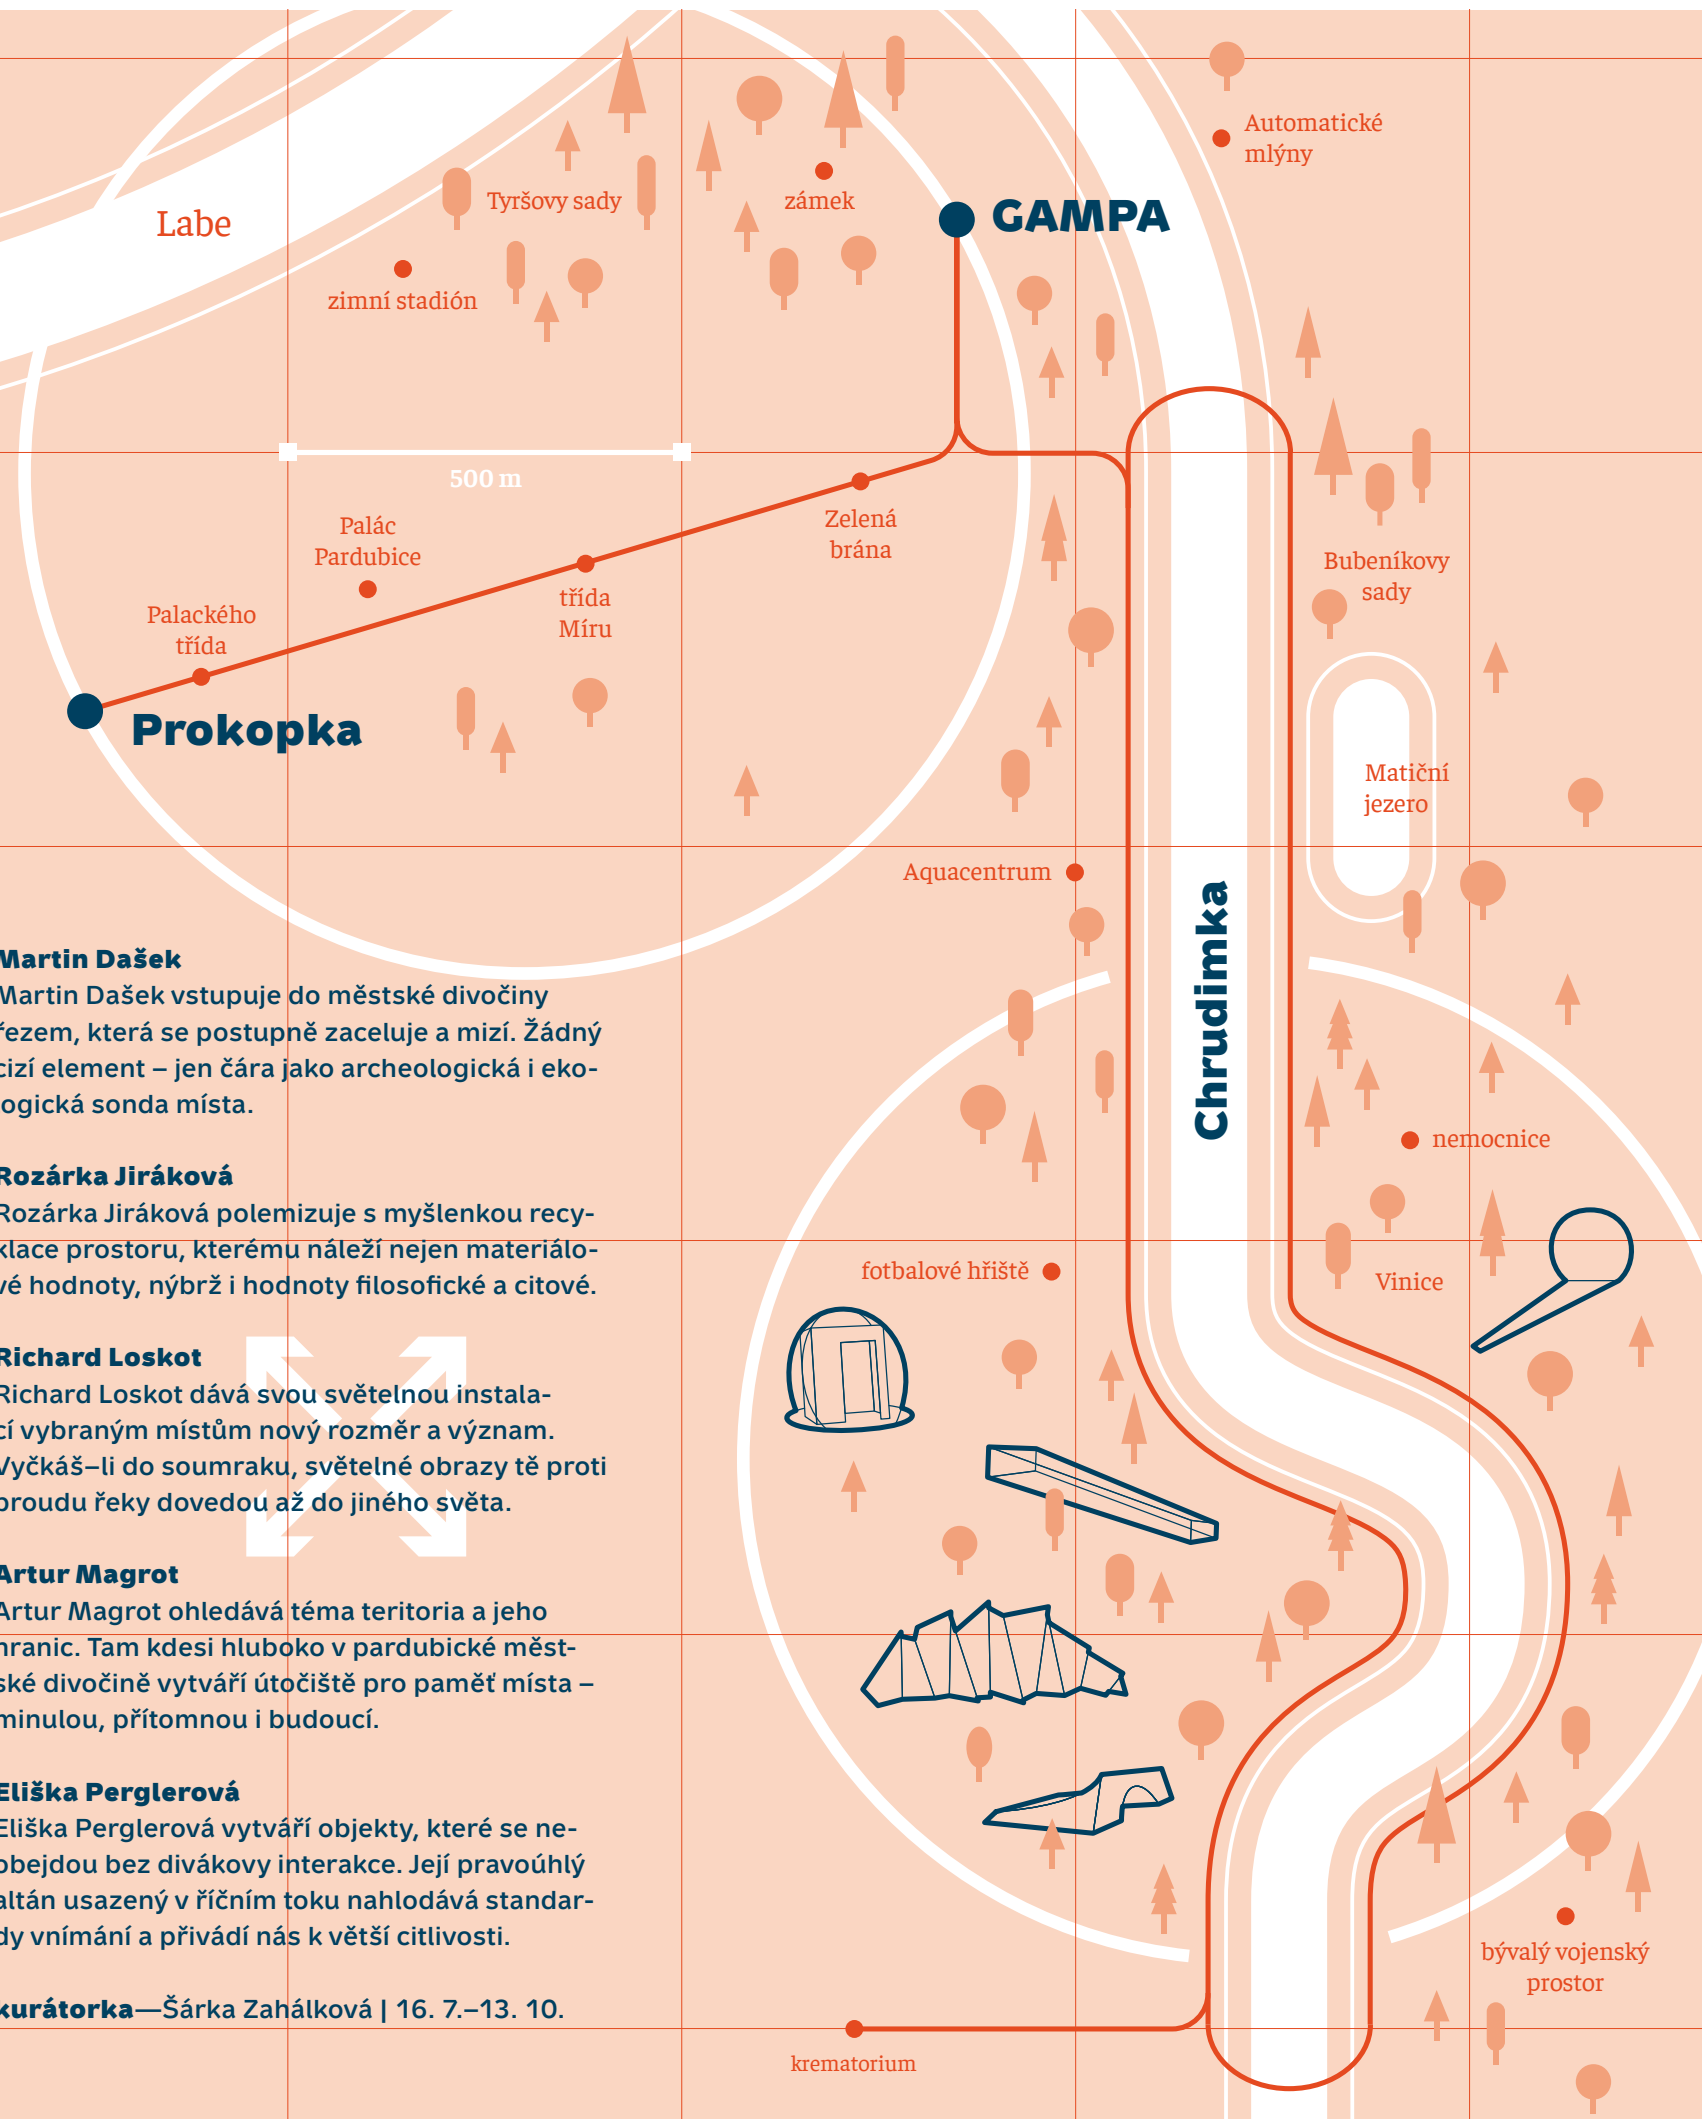 Automatické
mlýny
Labe
Tyršovy sady
zámek
GAMPA
zimní stadión
500 m
Palác
Pardubice
Zelená
brána
Bubeníkovy
sady
Palackého
třída
třída
Míru
Prokopka
Matiční
jezero
Aquacentrum
Chrudimka
nemocnice
fotbalové hřiště
Vinice
Martin Dašek
Martin Dašek vstupuje do městské divočiny
řezem, která se postupně zaceluje a mizí. Žádný
cizí element – jen čára jako archeologická i eko-
logická sonda místa.
Rozárka Jiráková
Rozárka Jiráková polemizuje s myšlenkou recy-
klace prostoru, kterému náleží nejen materiálo-
vé hodnoty, nýbrž i hodnoty filosofické a citové.
Richard Loskot
Richard Loskot dává svou světelnou instala-
cí vybraným místům nový rozměr a význam.
Vyčkáš–li do soumraku, světelné obrazy tě proti
proudu řeky dovedou až do jiného světa.
Artur Magrot
Artur Magrot ohledává téma teritoria a jeho
hranic. Tam kdesi hluboko v pardubické měst-
ské divočině vytváří útočiště pro paměť místa –
minulou, přítomnou i budoucí.
Eliška Perglerová
Eliška Perglerová vytváří objekty, které se ne-
obejdou bez divákovy interakce. Její pravoúhlý
altán usazený v říčním toku nahlodává standar-
dy vnímání a přivádí nás k větší citlivosti.
kurátorka—Šárka Zahálková | 16. 7.–13. 10.
bývalý vojenský
prostor
krematorium